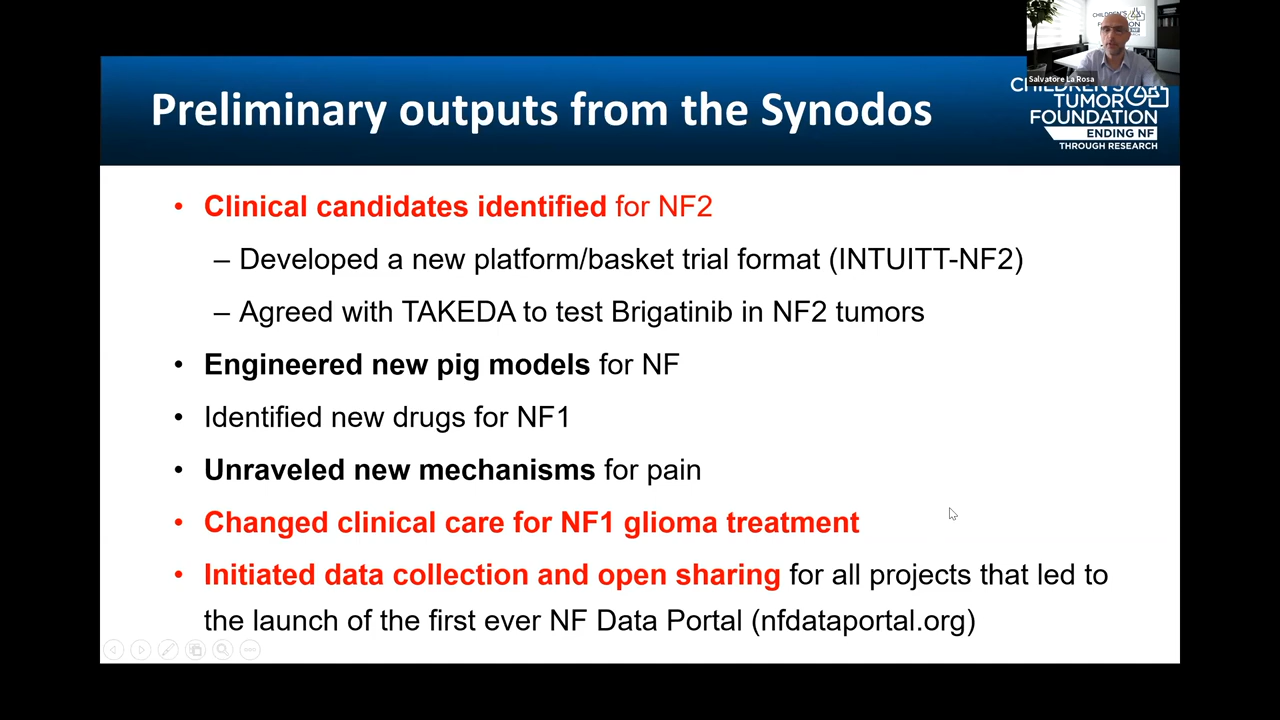 Preliminary outputs from the Synodos
CHILDREN'S
TUMOR
FOUNDATION
ENDING NF
THROUGH RESEARCH
Salvatore La Rosa
• Clinical candidates identified for NF2
– Developed a new platform/basket trial format (INTUITT-NF2)
– Agreed with TAKEDA to test Brigatinib in NF2 tumors
• Engineered new pig models for NF
• Identified new drugs for NF1
• Unraveled new mechanisms for pain
• Changed clinical care for NF1 glioma treatment
• Initiated data collection and open sharing for all projects that led to
the launch of the first ever NF Data Portal (nfdataportal.org)